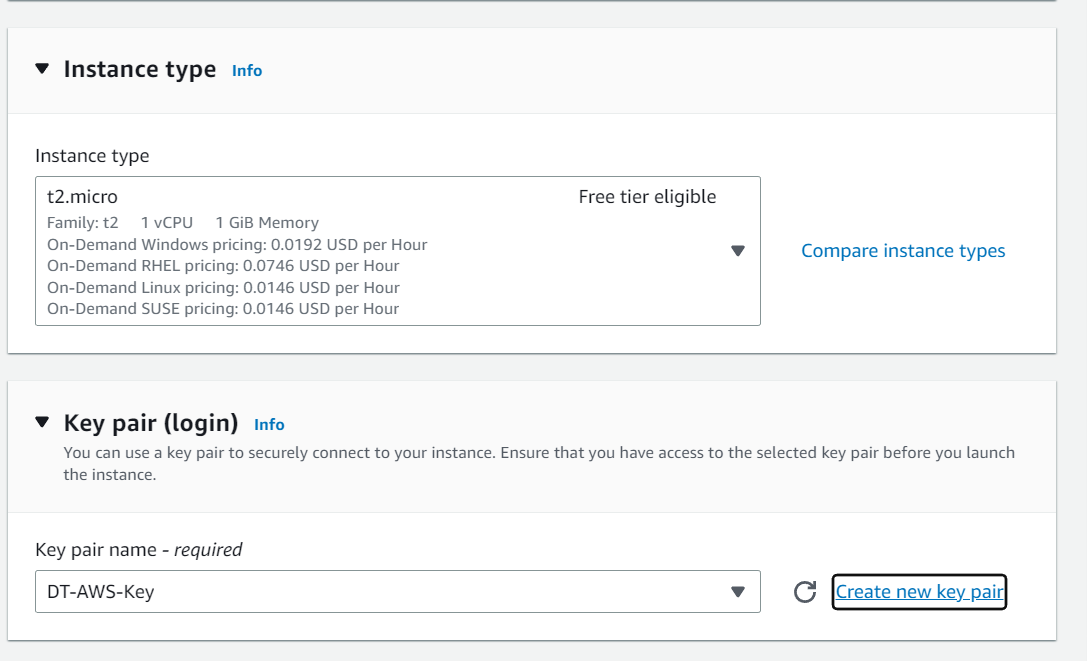 Instance type Info
Instance type
t2.micro Free tier eligible
Family: t2 1 vCPU 1 GiB Memory
On-Demand Windows pricing: 0.0192 USD per Hour
On-Demand RHEL pricing: 0.0746 USD per Hour
Compare instance types
On-Demand Linux pricing: 0.0146 USD per Hour
On-Demand SUSE pricing: 0.0146 USD per Hour
Key pair (login) Info
You can use a key pair to securely connect to your instance. Ensure that you have access to the selected key pair before you launch
the instance.
Key pair name - required
DT-AWS-Key
Create new key pair